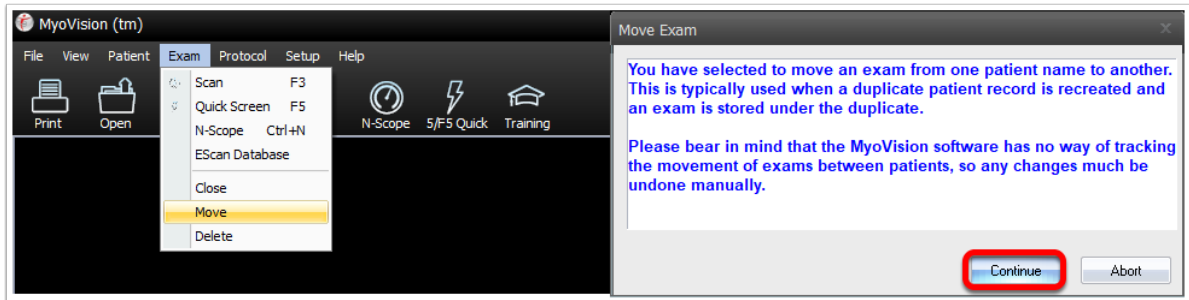 MyoVision (tm)
File View Patient Exam Protocol Setup Help
Print Open N-Scope 5/F5 Quick Training
Scan F3
Quick Screen F5
N-Scope Ctrl+N
EScan Database
Close
Move
Delete
Move Exam
You have selected to move an exam from one patient name to another.
This is typically used when a duplicate patient record is recreated and
an exam is stored under the duplicate.
Please bear in mind that the MyoVision software has no way of tracking
the movement of exams between patients, so any changes much be
undone manually.
Continue Abort